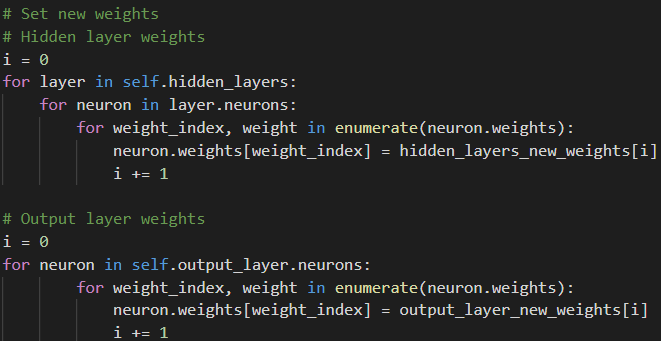 # Set new weights
# Hidden layer weights
i = 0
for layer in self.hidden_layers:
    for neuron in layer.neurons:
        for weight_index, weight in enumerate(neuron.weights):
            neuron.weights[weight_index] = hidden_layers_new_weights[i]
            i += 1

# Output layer weights
i = 0
for neuron in self.output_layer.neurons:
        for weight_index, weight in enumerate(neuron.weights):
            neuron.weights[weight_index] = output_layer_new_weights[i]
            i += 1